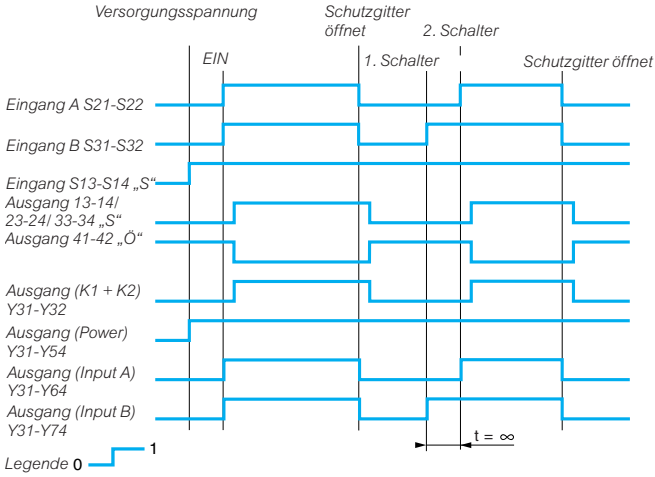 Versorgungsspannung
Schutzgitter
öffnet
2. Schalter
EIN
1. Schalter
Schutzgitter öffnet
Eingang A S21-S22
Eingang B S31-S32
Eingang S13-S14 „S“
Ausgang 13-14/
23-24/ 33-34 „S“
Ausgang 41-42 „Ö“
Ausgang (K1 + K2)
Y31-Y32
Ausgang (Power)
Y31-Y54
Ausgang (Input A)
Y31-Y64
Ausgang (Input B)
Y31-Y74
t = ∞
Legende 0 1